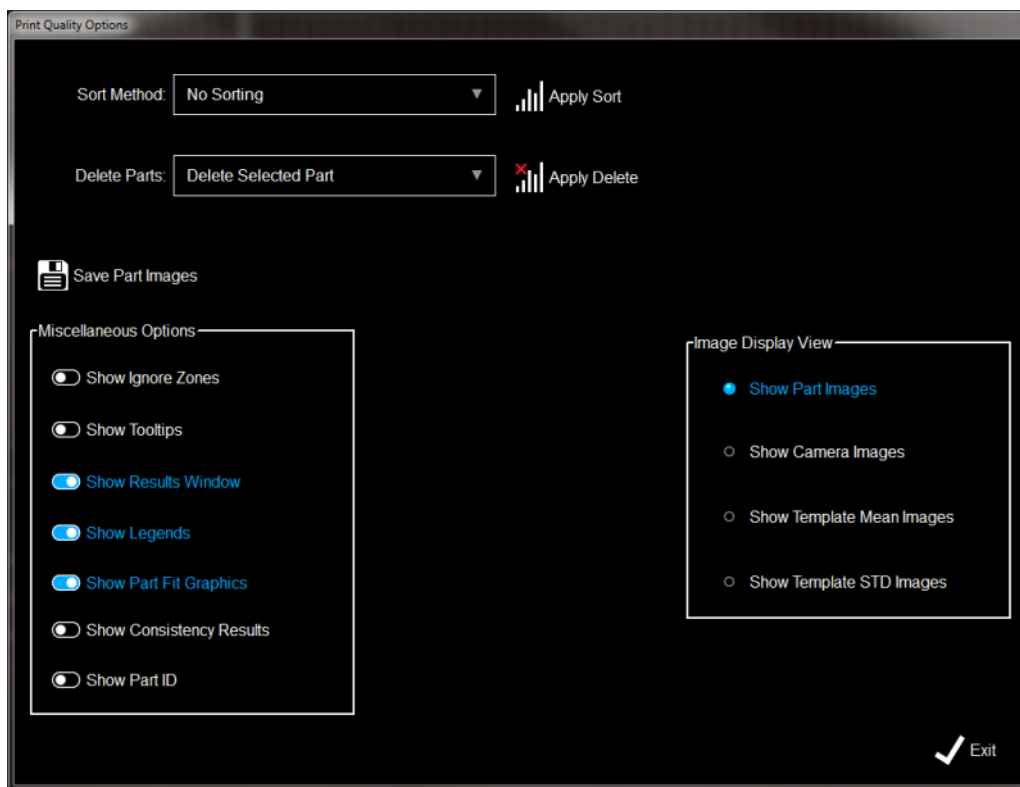 Print Quality Options
Sort Method: No Sorting Apply Sort
Delete Parts: Delete Selected Part Apply Delete
Save Part Images
Miscellaneous Options
Show Ignore Zones
Show Tooltips
Show Results Window
Show Legends
Show Part Fit Graphics
Show Consistency Results
Show Part ID
Image Display View
Show Part Images
Show Camera Images
Show Template Mean Images
Show Template STD Images
Exit